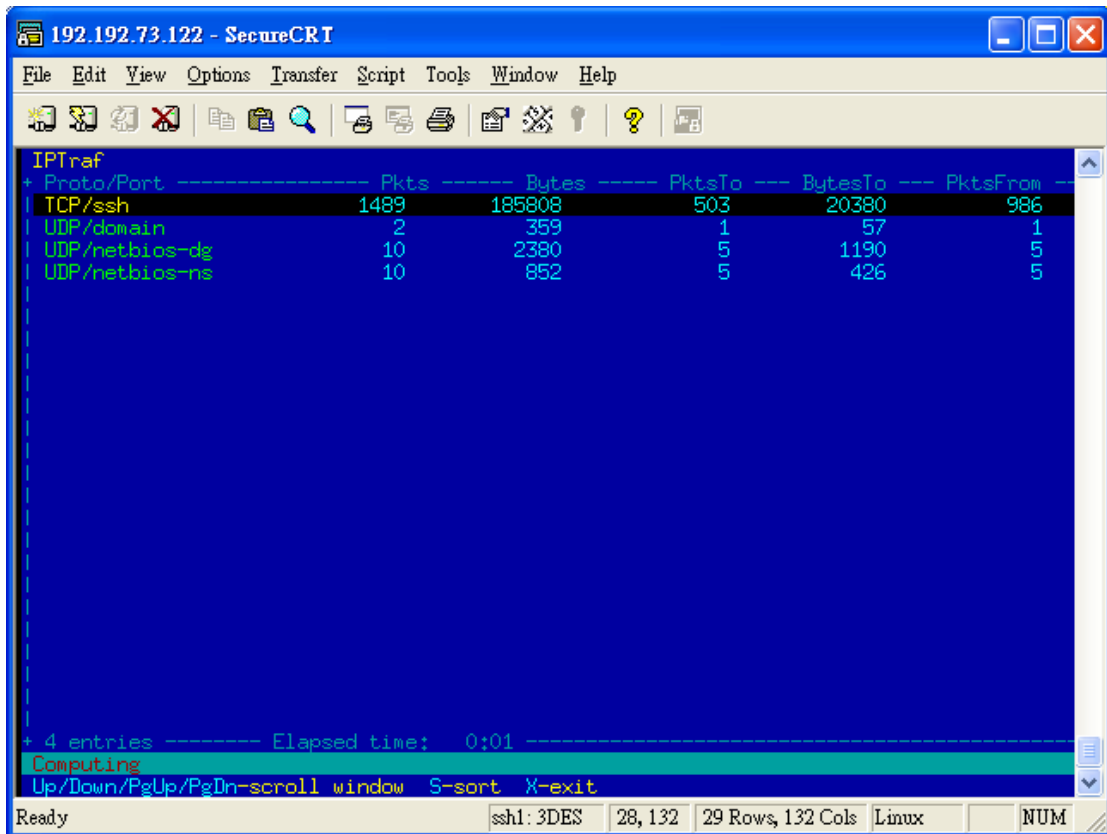 192.192.73.122 - SecureCRT
File Edit View Options Transfer Script Tools Window Help
IPTraf
+ Proto/Port ---------------- Pkts ------ Bytes ----- PktsTo --- BytesTo --- PktsFrom --
TCP/ssh 1489 185808 503 20380 986
UDP/domain 2 359 1 57 1
UDP/netbios-dg 10 2380 5 1190 5
UDP/netbios-ns 10 852 5 426 5
+ 4 entries -------- Elapsed time: 0:01 ----------------------------------------------
Computing
Up/Down/PgUp/PgDn-scroll window S-sort X-exit
Ready ssh1: 3DES 28, 132 29 Rows, 132 Cols Linux NUM